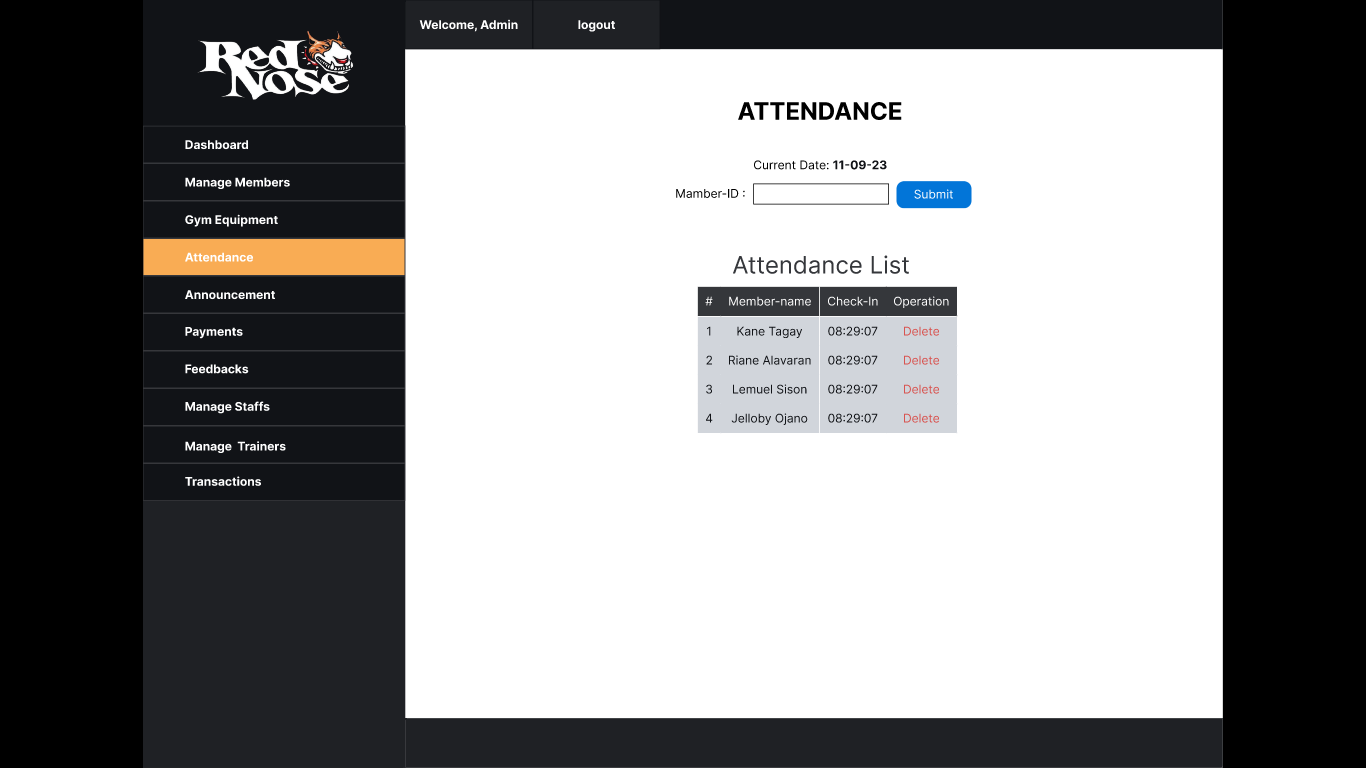 Red
Nose
Welcome, Admin
logout
Dashboard
Manage Members
Gym Equipment
Attendance
Announcement
Payments
Feedbacks
Manage Staffs
Manage  Trainers
Transactions
ATTENDANCE
Current Date: 11-09-23
Mamber-ID :
Submit
Attendance List
# Member-name Check-In Operation
1 Kane Tagay 08:29:07 Delete
2 Riane Alavaran 08:29:07 Delete
3 Lemuel Sison 08:29:07 Delete
4 Jelloby Ojano 08:29:07 Delete